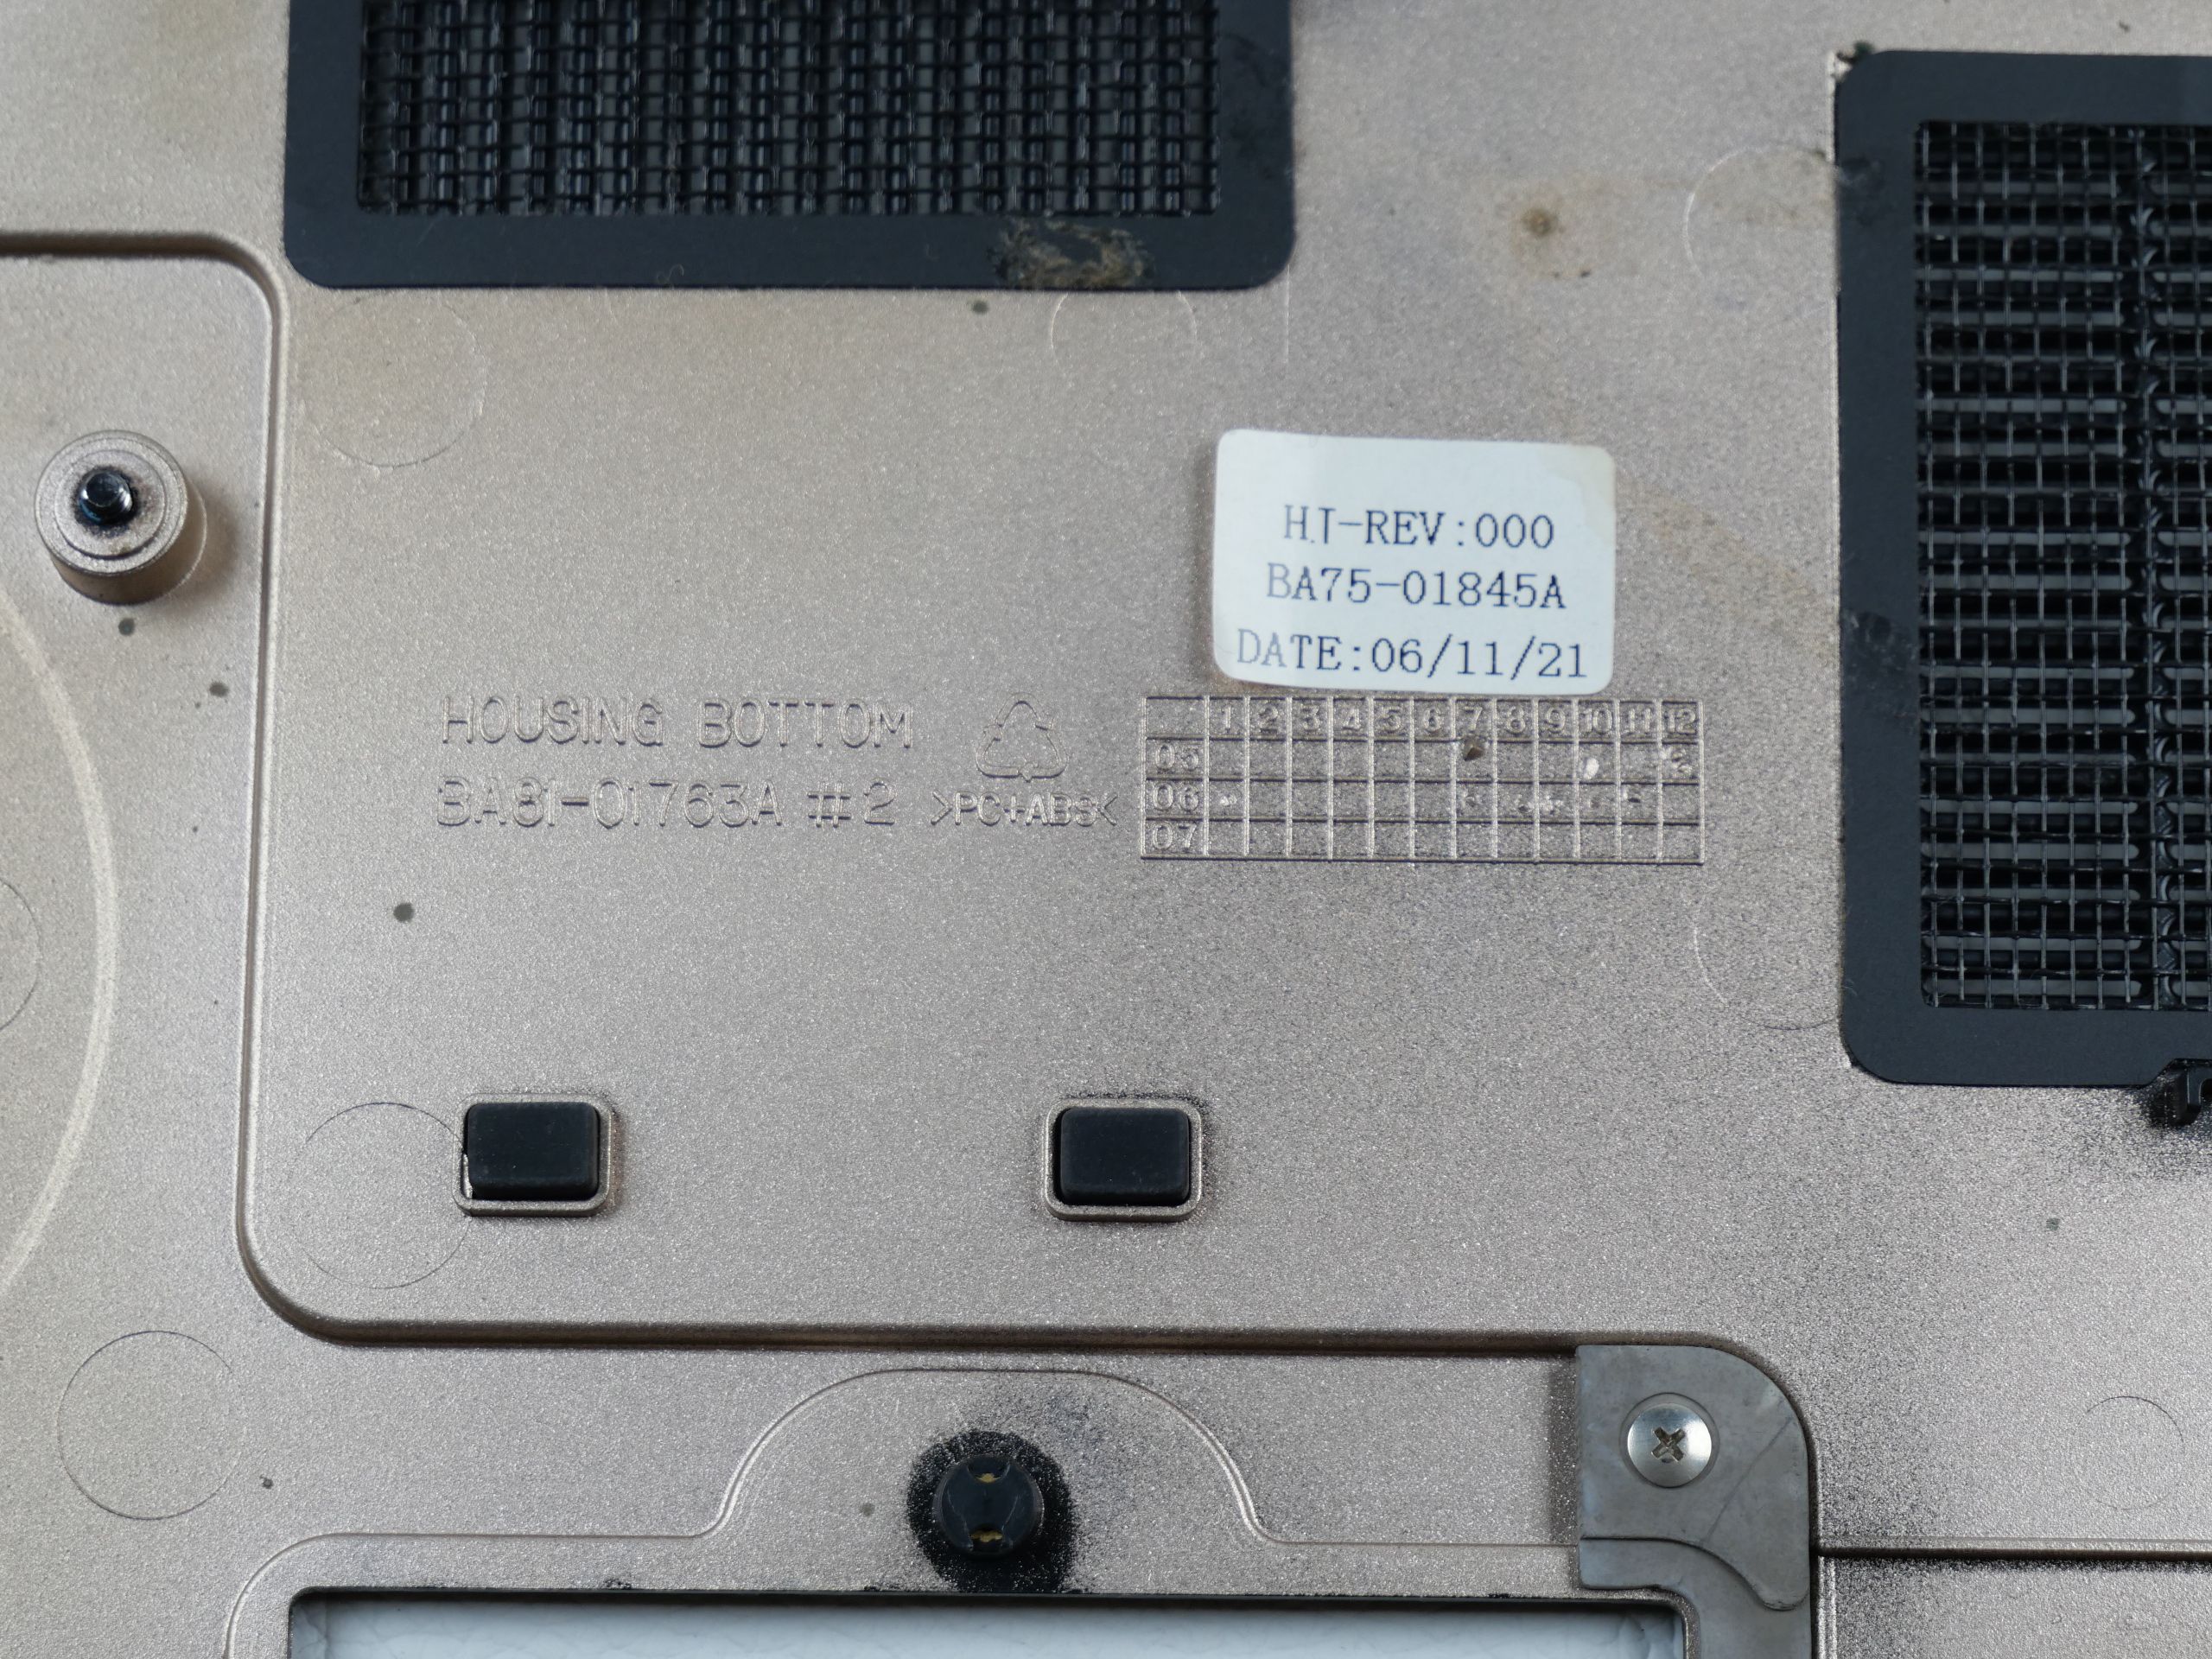 HJ-REV:000
BA75-01845A
DATE:06/11/21
HOUSING BOTTOM
BA81-01763A #2 >PC+ABS<
1 2 3 4 5 6 7 8 9 10 11 12
05
06
07